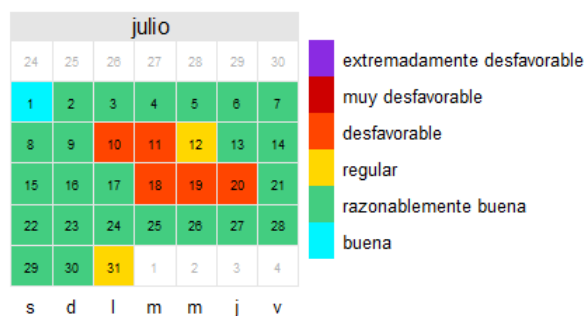 julio
24 25 26 27 28 29 30
1 2 3 4 5 6 7
8 9 10 11 12 13 14
15 16 17 18 19 20 21
22 23 24 25 26 27 28
29 30 31 1 2 3 4
s d l m m j v
extremadamente desfavorable
muy desfavorable
desfavorable
regular
razonablemente buena
buena